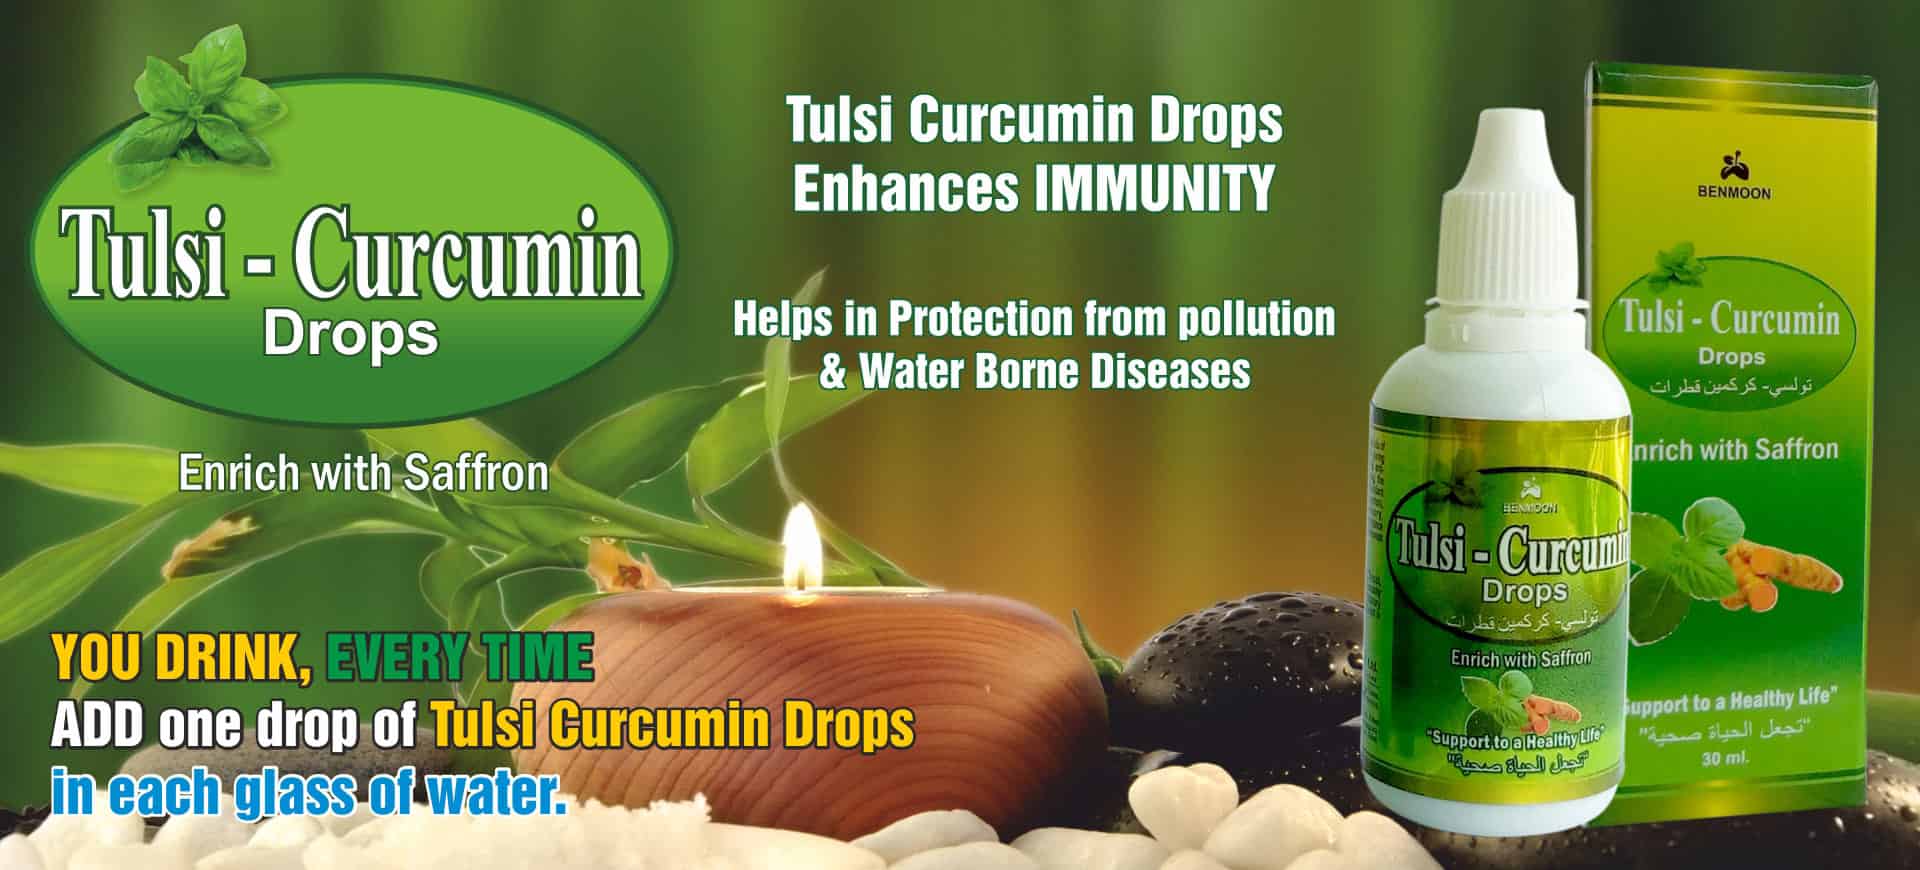 Tulsi - Curcumin
Drops
Enrich with Saffron
Tulsi Curcumin Drops
Enhances IMMUNITY
Helps in Protection from pollution
& Water Borne Diseases
YOU DRINK, EVERY TIME
ADD one drop of Tulsi Curcumin Drops
in each glass of water.
BENMOON
Tulsi - Curcumin
Drops
تولسي- كركمين قطرات
Enrich with Saffron
"Support to a Healthy Life"
"تجعل الحياة صحية"
BENMOON
Tulsi - Curcumin
Drops
تولسي- كركمين قطرات
nrich with Saffron
upport to a Healthy Life"
"تجعل الحياة صحية"
30 ml.